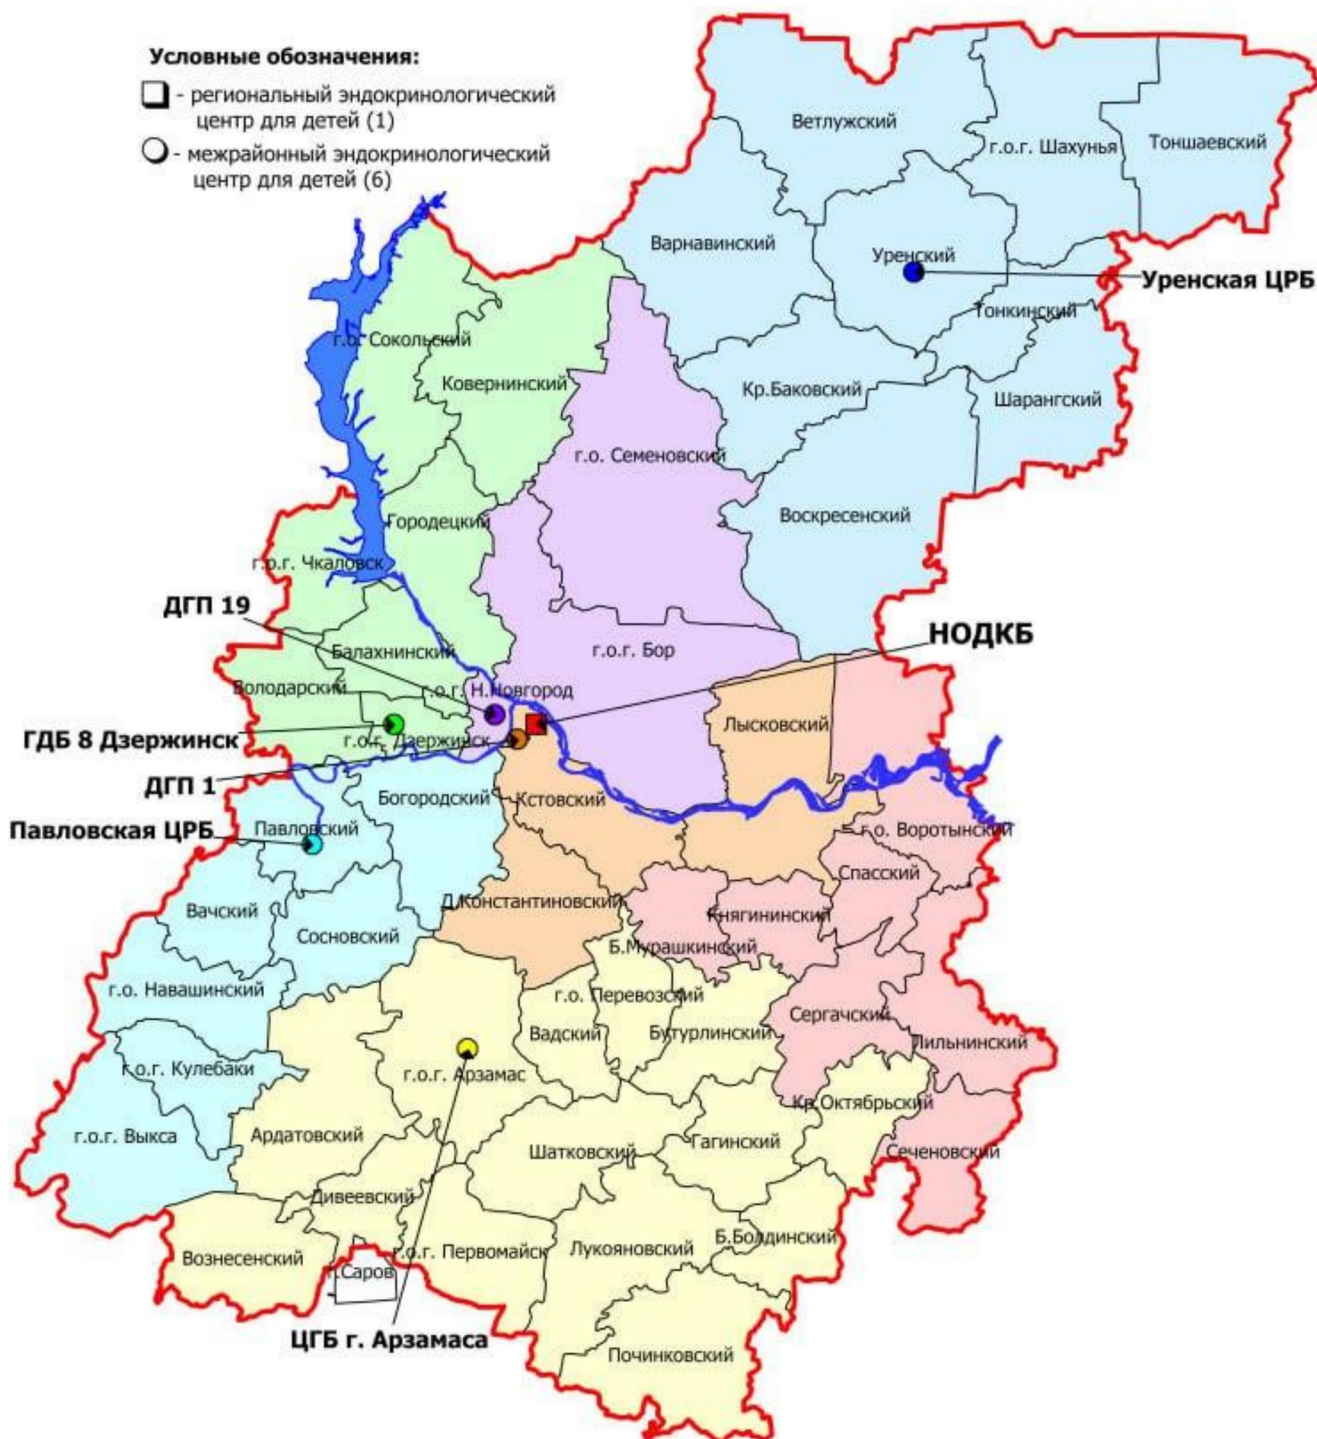 Условные обозначения:
- региональный эндокринологический
центр для детей (1)
- межрайонный эндокринологический
центр для детей (6)
Ветлужский
г.о.г. Шахунья
Тоншаевский
Варнавинский
Уренский
Уренская ЦРБ
Тонкинский
г.о. Сокольский
Ковернинский
Кр.Баковский
Шарангский
г.о. Семеновский
Воскресенский
Городецкий
г.о.г. Чкаловск
ДГП 19
НОДКБ
Балахнинский
г.о.г. Бор
Володарский
г.о.г. Н.Новгород
Лысковский
ГДБ 8 Дзержинск
г.о.г. Дзержинск
ДГП 1
Богородский
Кстовский
Павловская ЦРБ
Павловский
г.о. Воротынский
Спасский
Вачский
Д.Константиновский
Княгининский
Сосновский
Б.Мурашкинский
г.о. Навашинский
г.о. Перевозский
Вадский
Бутурлинский
Сергачский
Пильнинский
г.о.г. Кулебаки
г.о.г. Арзамас
Кр.Октябрьский
г.о.г. Выкса
Ардатовский
Шатковский
Гагинский
Сеченовский
Дивеевский
Вознесенский
г.о.г. Первомайск
Лукояновский
Б.Болдинский
г.Саров
ЦГБ г. Арзамаса
Починковский